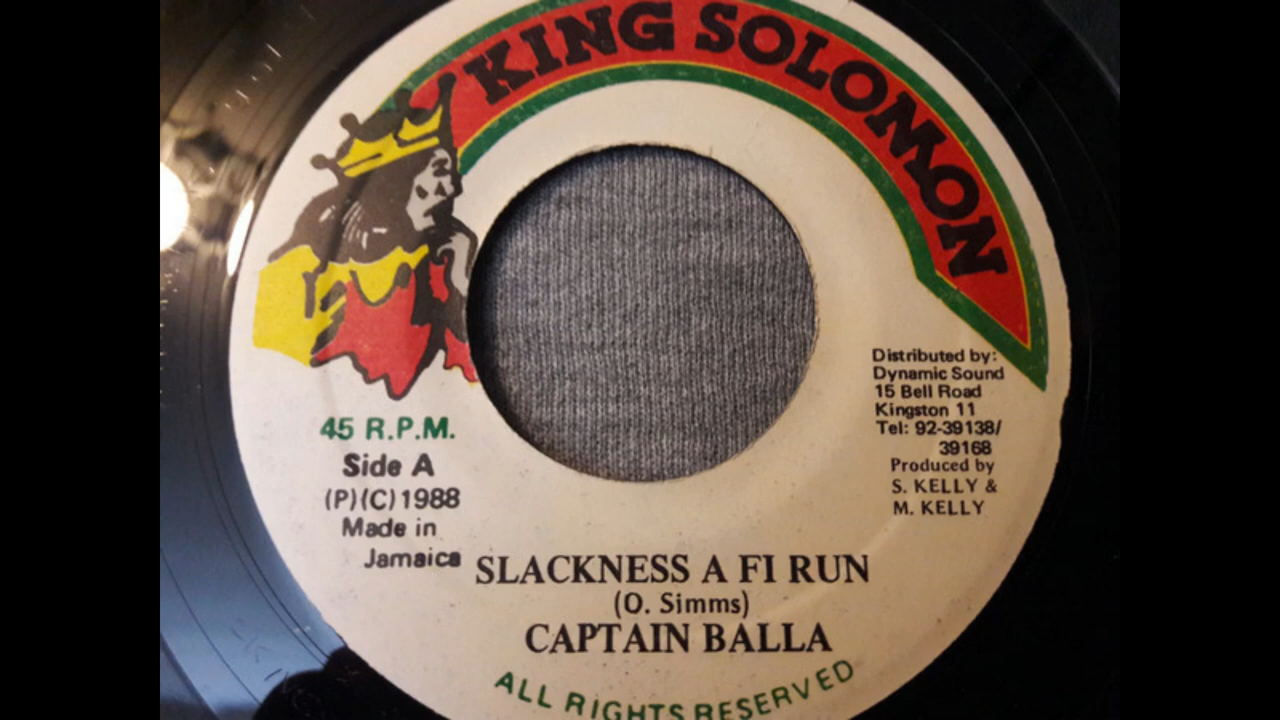 KING SOLOMON
45 R.P.M.
Side A
(P)(C)1988
Made in
Jamaica
Distributed by:
Dynamic Sound
15 Bell Road
Kingston 11
Tel: 92-39138/
39168
Produced by
S. KELLY &
M. KELLY
SLACKNESS A FI RUN
(O. Simms)
CAPTAIN BALLA
ALL RIGHTS RESERVED